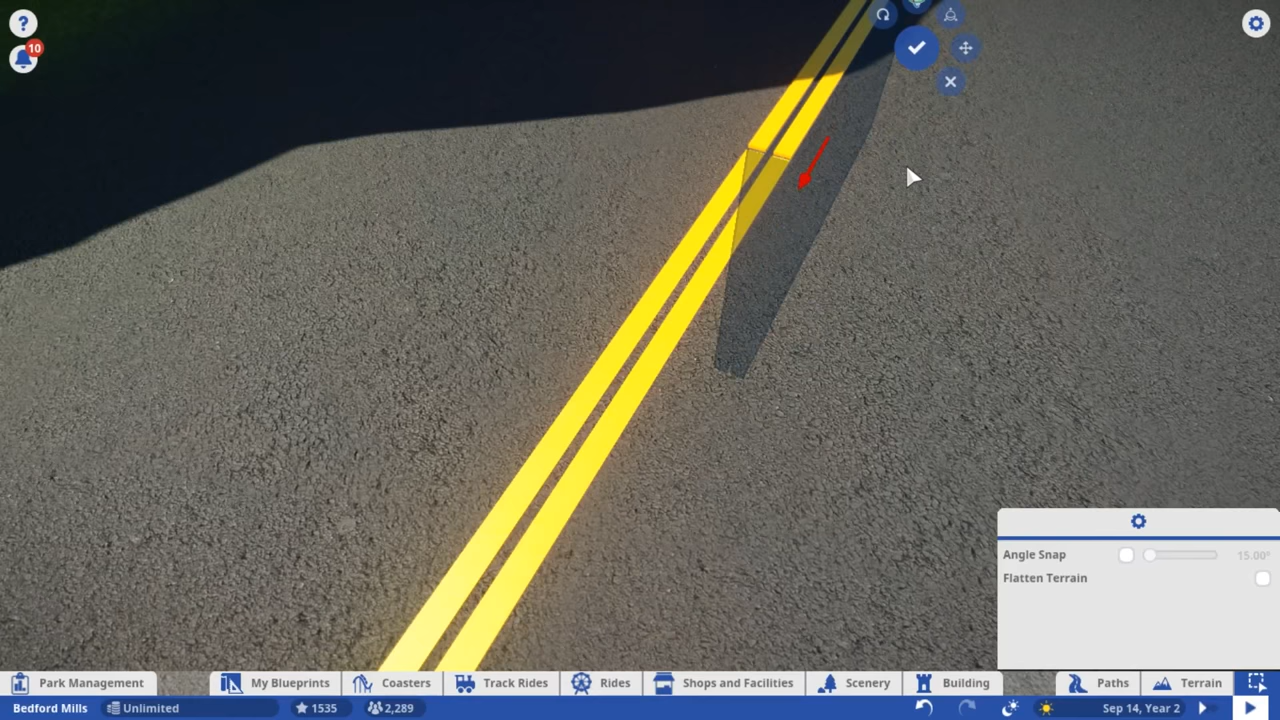 ?
10
Angle Snap 15.00°
Flatten Terrain
Park Management My Blueprints Coasters Track Rides Rides Shops and Facilities Scenery Building Paths Terrain
Bedford Mills Unlimited 1535 2,289 Sep 14, Year 2